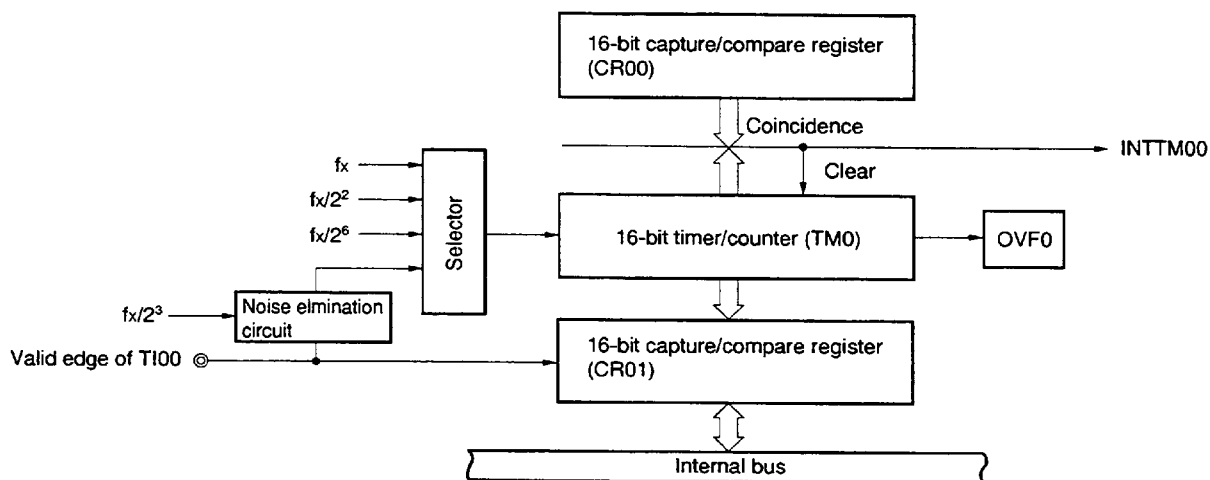 16-bit capture/compare register
(CR00)
Coincidence
INTTM00
Clear
fx
fx/2²
fx/2⁶
Selector
16-bit timer/counter (TM0)
OVF0
fx/2³
Noise elmination
circuit
Valid edge of TI00
16-bit capture/compare register
(CR01)
Internal bus